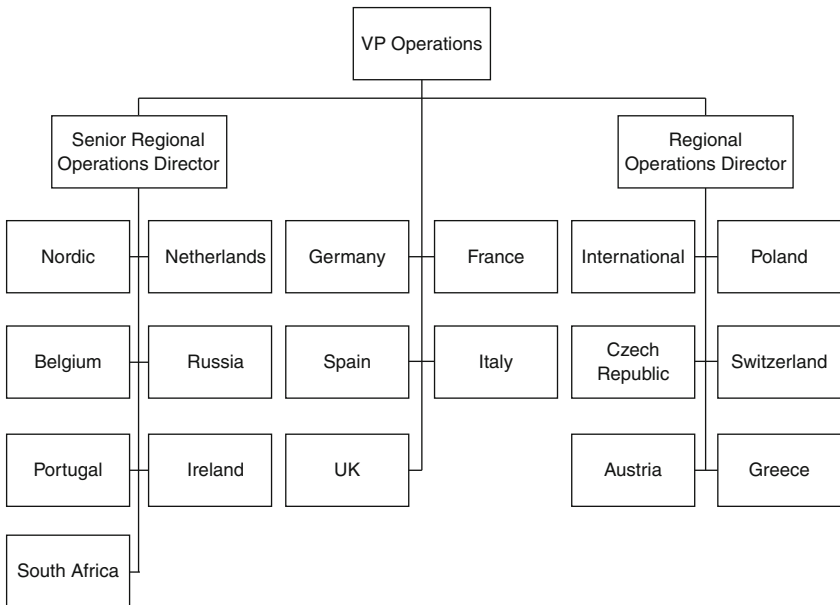 VP Operations
Senior Regional
Operations Director
Regional
Operations Director
Nordic
Netherlands
Germany
France
International
Poland
Belgium
Russia
Spain
Italy
Czech
Republic
Switzerland
Portugal
Ireland
UK
Austria
Greece
South Africa